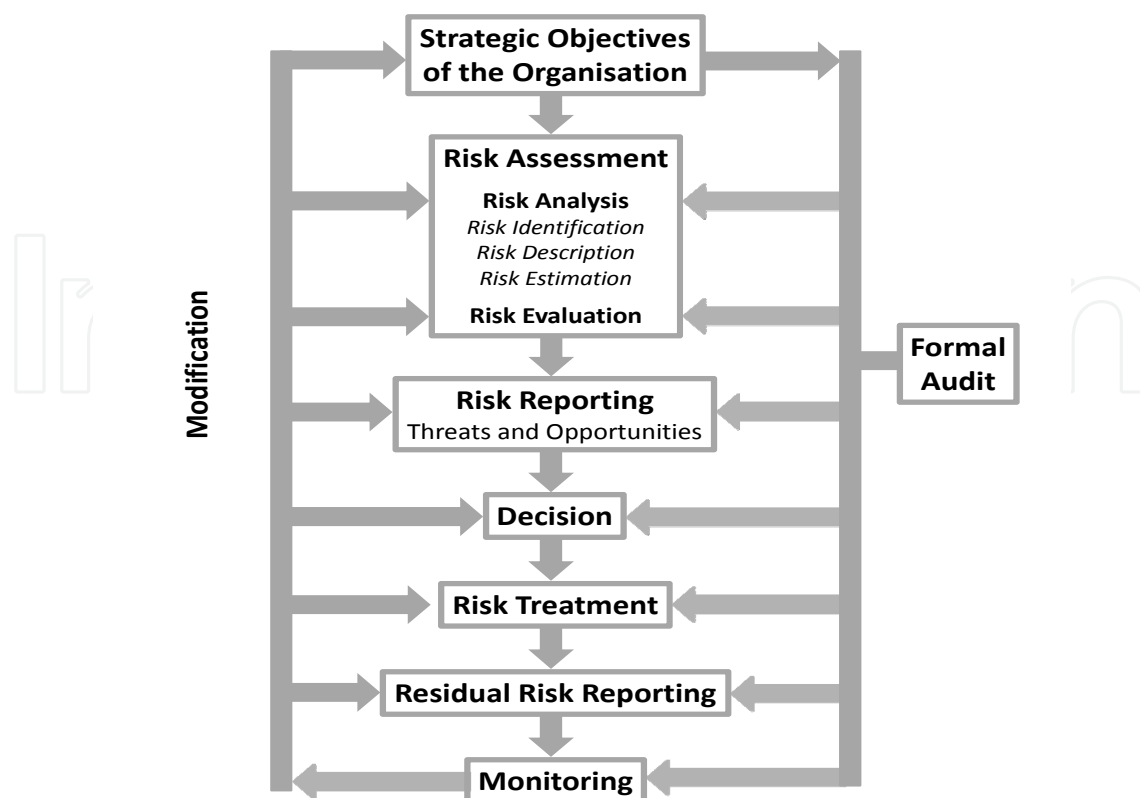 Strategic Objectives
of the Organisation
Risk Assessment
Risk Analysis
Risk Identification
Risk Description
Risk Estimation
Risk Evaluation
Modification
Formal
Audit
Risk Reporting
Threats and Opportunities
Decision
Risk Treatment
Residual Risk Reporting
Monitoring